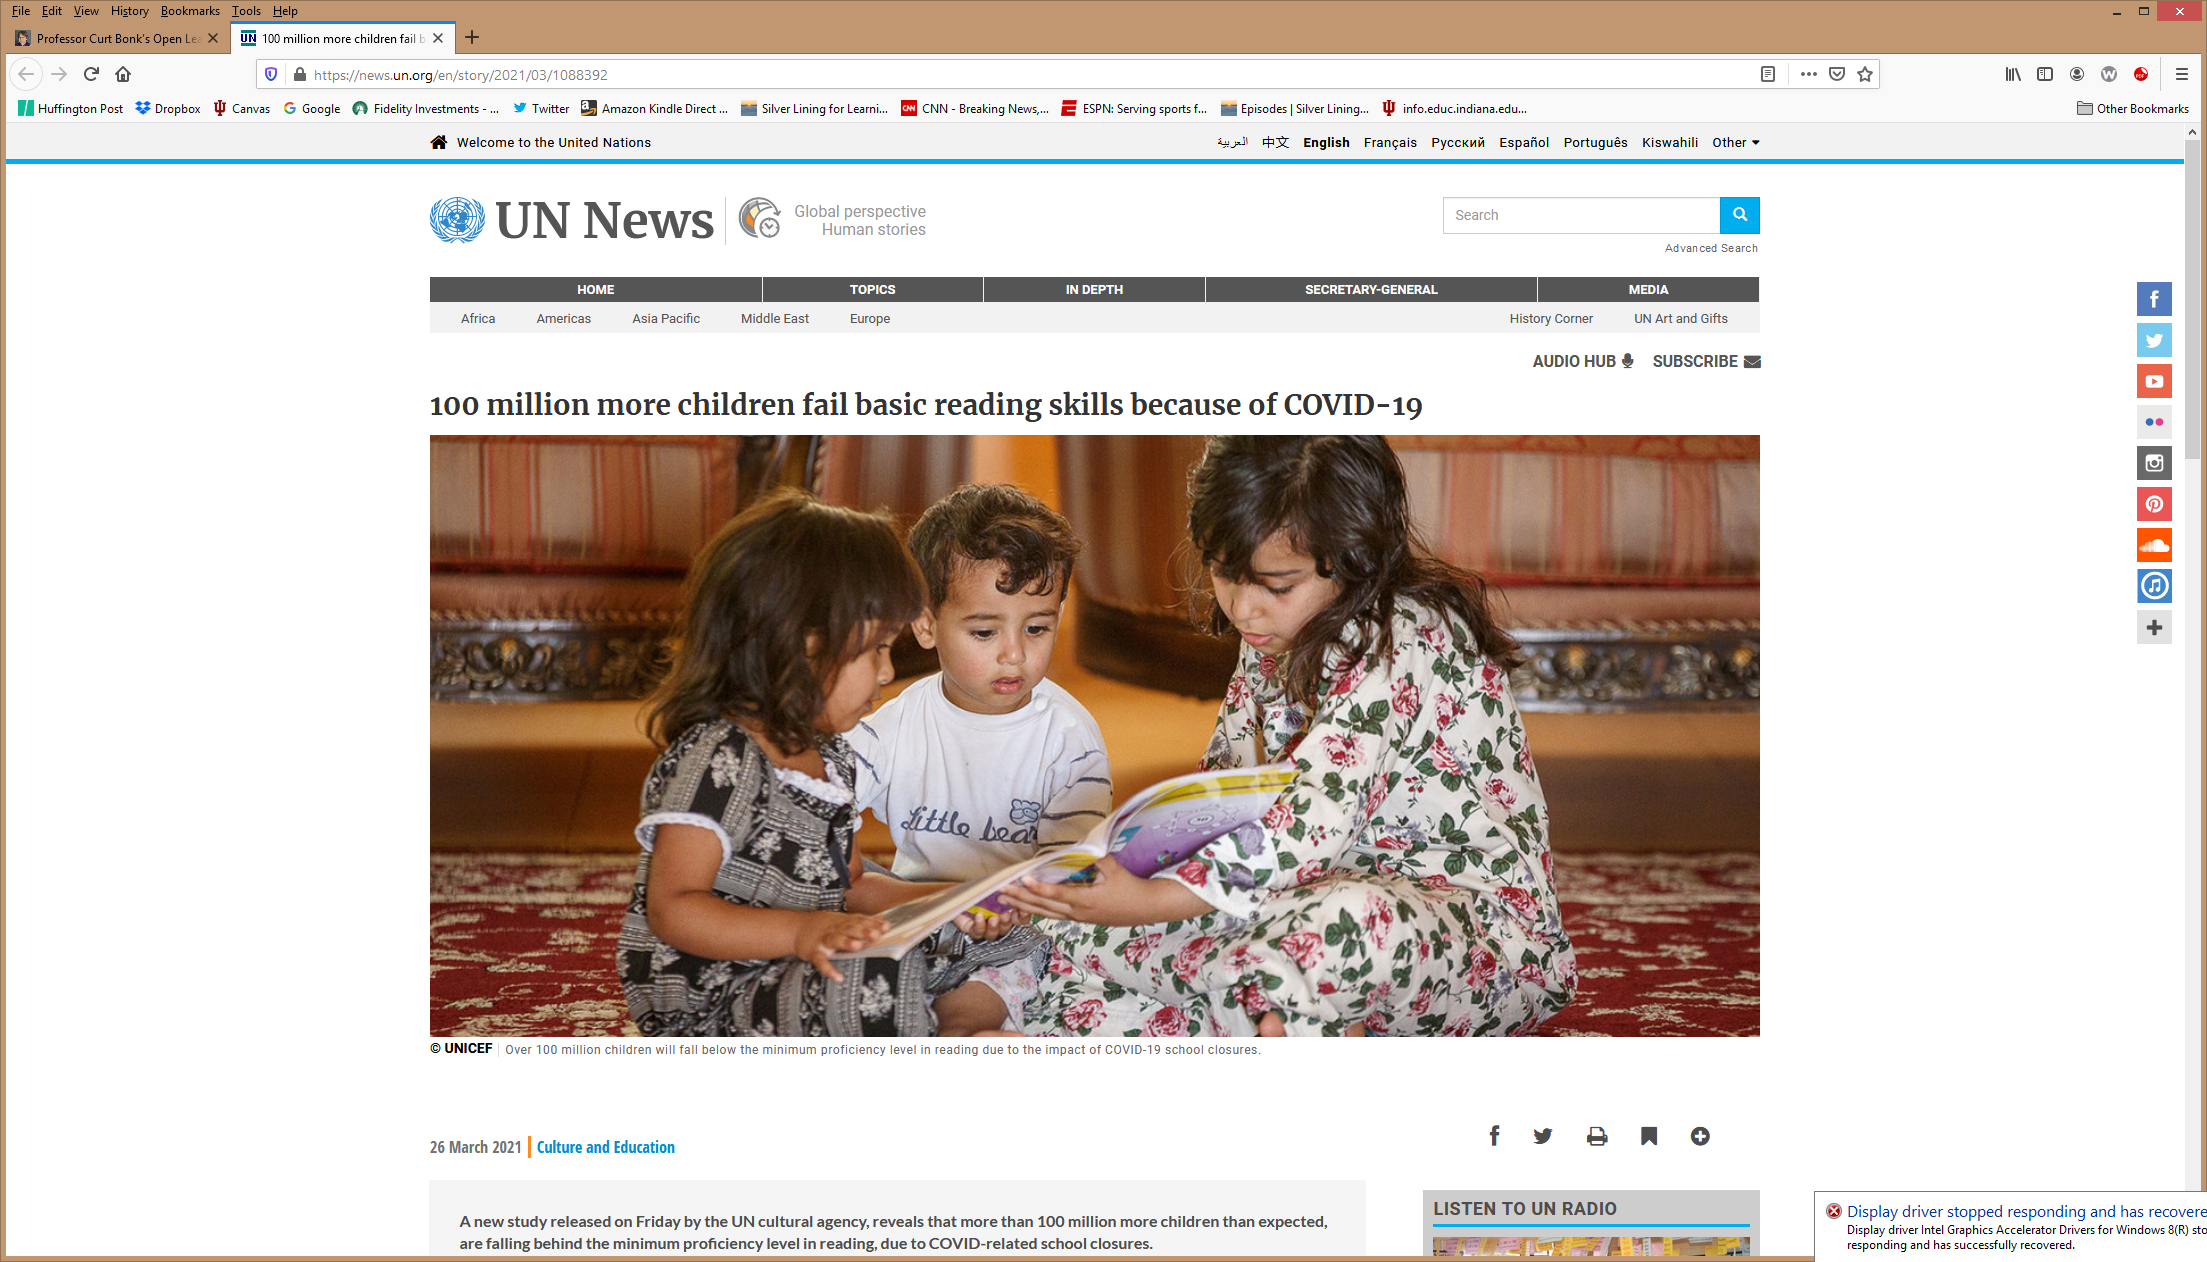 File Edit View History Bookmarks Tools Help
Professor Curt Bonk's Open Le
UN 100 million more children fail b
https://news.un.org/en/story/2021/03/1088392
Huffington Post Dropbox Canvas Google Fidelity Investments - ... Twitter Amazon Kindle Direct ... Silver Lining for Learni... CNN - Breaking News,... ESPN: Serving sports f... Episodes | Silver Lining... info.educ.indiana.edu... Other Bookmarks
Welcome to the United Nations
العربية 中文 English Français Русский Español Português Kiswahili Other
UN News
Global perspective
Human stories
Search
Advanced Search
HOME TOPICS IN DEPTH SECRETARY-GENERAL MEDIA
Africa Americas Asia Pacific Middle East Europe History Corner UN Art and Gifts
AUDIO HUB SUBSCRIBE
100 million more children fail basic reading skills because of COVID-19
little bear
© UNICEF Over 100 million children will fall below the minimum proficiency level in reading due to the impact of COVID-19 school closures.
26 March 2021 Culture and Education
A new study released on Friday by the UN cultural agency, reveals that more than 100 million more children than expected,
are falling behind the minimum proficiency level in reading, due to COVID-related school closures.
LISTEN TO UN RADIO
Display driver stopped responding and has recovere
Display driver Intel Graphics Accelerator Drivers for Windows 8(R) sto
responding and has successfully recovered.